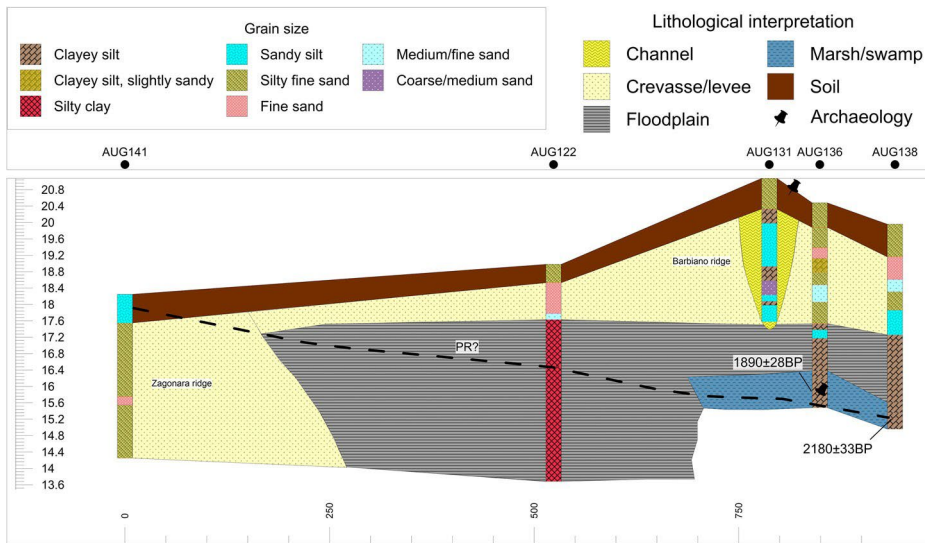 Grain size
Clayey silt
Clayey silt, slightly sandy
Silty clay
Sandy silt
Silty fine sand
Fine sand
Medium/fine sand
Coarse/medium sand
Lithological interpretation
Channel
Crevasse/levee
Floodplain
Marsh/swamp
Soil
Archaeology
AUG141
AUG122
AUG131
AUG136
AUG138
20.8
20.4
20
19.6
19.2
18.8
18.4
18
17.6
17.2
16.8
16.4
16
15.6
15.2
14.8
14.4
14
13.6
Barbiano ridge
PR?
Zagonara ridge
1890±28BP
2180±33BP
0
250
500
750